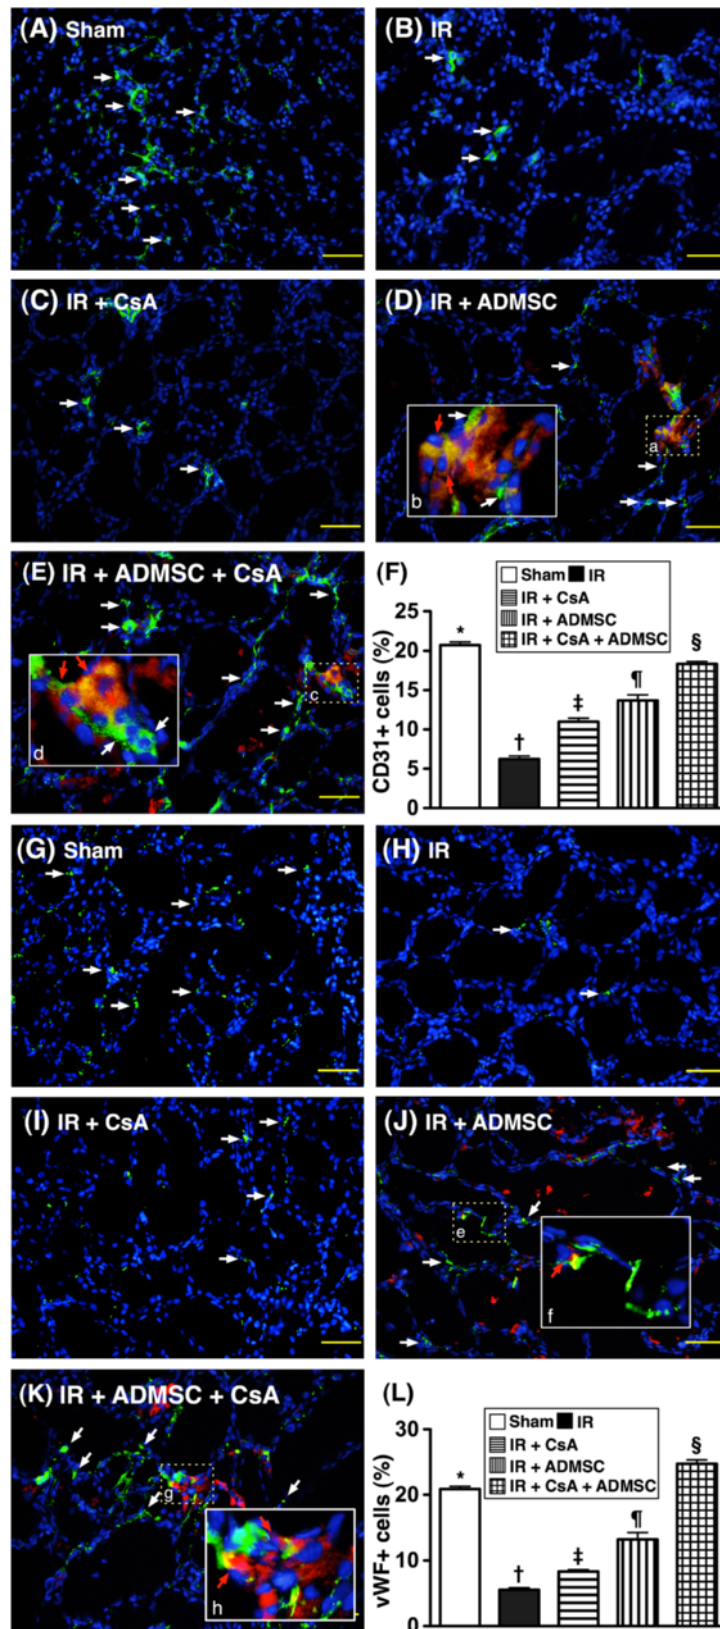 (A) Sham
(B) IR
(C) IR + CsA
(D) IR + ADMSC
a
b
(E) IR + ADMSC + CsA
c
d
(F)
Sham IR
IR + CsA
IR + ADMSC
IR + CsA + ADMSC
CD31+ cells (%)
25
20
15
10
5
0
*
†
‡
¶
§
(G) Sham
(H) IR
(I) IR + CsA
(J) IR + ADMSC
e
f
(K) IR + ADMSC + CsA
g
h
(L)
Sham IR
IR + CsA
IR + ADMSC
IR + CsA + ADMSC
vWF+ cells (%)
30
20
10
0
*
†
‡
¶
§